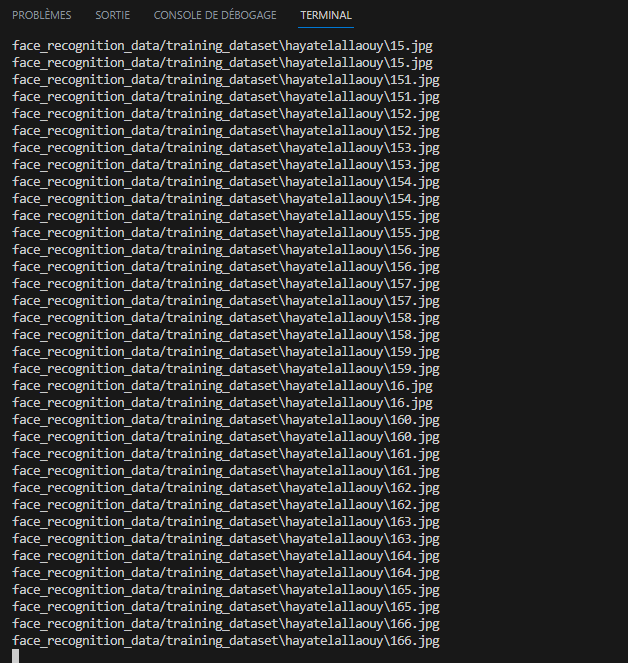 PROBLÈMES SORTIE CONSOLE DE DÉBOGAGE TERMINAL
face_recognition_data/training_dataset\hayatelallaouy\15.jpg
face_recognition_data/training_dataset\hayatelallaouy\15.jpg
face_recognition_data/training_dataset\hayatelallaouy\151.jpg
face_recognition_data/training_dataset\hayatelallaouy\151.jpg
face_recognition_data/training_dataset\hayatelallaouy\152.jpg
face_recognition_data/training_dataset\hayatelallaouy\152.jpg
face_recognition_data/training_dataset\hayatelallaouy\153.jpg
face_recognition_data/training_dataset\hayatelallaouy\153.jpg
face_recognition_data/training_dataset\hayatelallaouy\154.jpg
face_recognition_data/training_dataset\hayatelallaouy\154.jpg
face_recognition_data/training_dataset\hayatelallaouy\155.jpg
face_recognition_data/training_dataset\hayatelallaouy\155.jpg
face_recognition_data/training_dataset\hayatelallaouy\156.jpg
face_recognition_data/training_dataset\hayatelallaouy\156.jpg
face_recognition_data/training_dataset\hayatelallaouy\157.jpg
face_recognition_data/training_dataset\hayatelallaouy\157.jpg
face_recognition_data/training_dataset\hayatelallaouy\158.jpg
face_recognition_data/training_dataset\hayatelallaouy\158.jpg
face_recognition_data/training_dataset\hayatelallaouy\159.jpg
face_recognition_data/training_dataset\hayatelallaouy\159.jpg
face_recognition_data/training_dataset\hayatelallaouy\16.jpg
face_recognition_data/training_dataset\hayatelallaouy\16.jpg
face_recognition_data/training_dataset\hayatelallaouy\160.jpg
face_recognition_data/training_dataset\hayatelallaouy\160.jpg
face_recognition_data/training_dataset\hayatelallaouy\161.jpg
face_recognition_data/training_dataset\hayatelallaouy\161.jpg
face_recognition_data/training_dataset\hayatelallaouy\162.jpg
face_recognition_data/training_dataset\hayatelallaouy\162.jpg
face_recognition_data/training_dataset\hayatelallaouy\163.jpg
face_recognition_data/training_dataset\hayatelallaouy\163.jpg
face_recognition_data/training_dataset\hayatelallaouy\164.jpg
face_recognition_data/training_dataset\hayatelallaouy\164.jpg
face_recognition_data/training_dataset\hayatelallaouy\165.jpg
face_recognition_data/training_dataset\hayatelallaouy\165.jpg
face_recognition_data/training_dataset\hayatelallaouy\166.jpg
face_recognition_data/training_dataset\hayatelallaouy\166.jpg